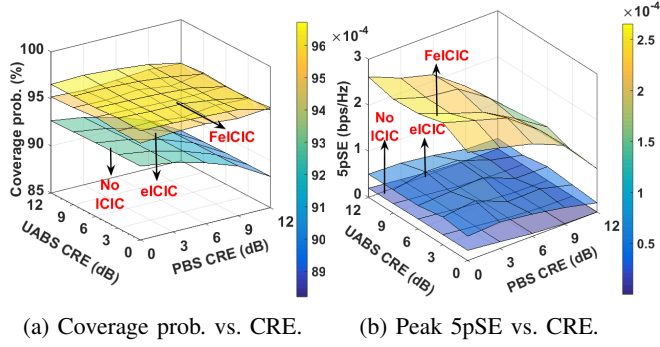 100
95
90
85
Coverage prob. (%)
12
9
6
3
0
UABS CRE (dB)
0
3
6
9
12
PBS CRE (dB)
No
ICIC
eICIC
FeICIC
96
95
94
93
92
91
90
89
×10⁻⁴
3
2
1
0
5pSE (bps/Hz)
12
9
6
3
0
UABS CRE (dB)
0
3
6
9
12
PBS CRE (dB)
FeICIC
No
ICIC
eICIC
×10⁻⁴
2.5
2
1.5
1
0.5
(a) Coverage prob. vs. CRE.
(b) Peak 5pSE vs. CRE.